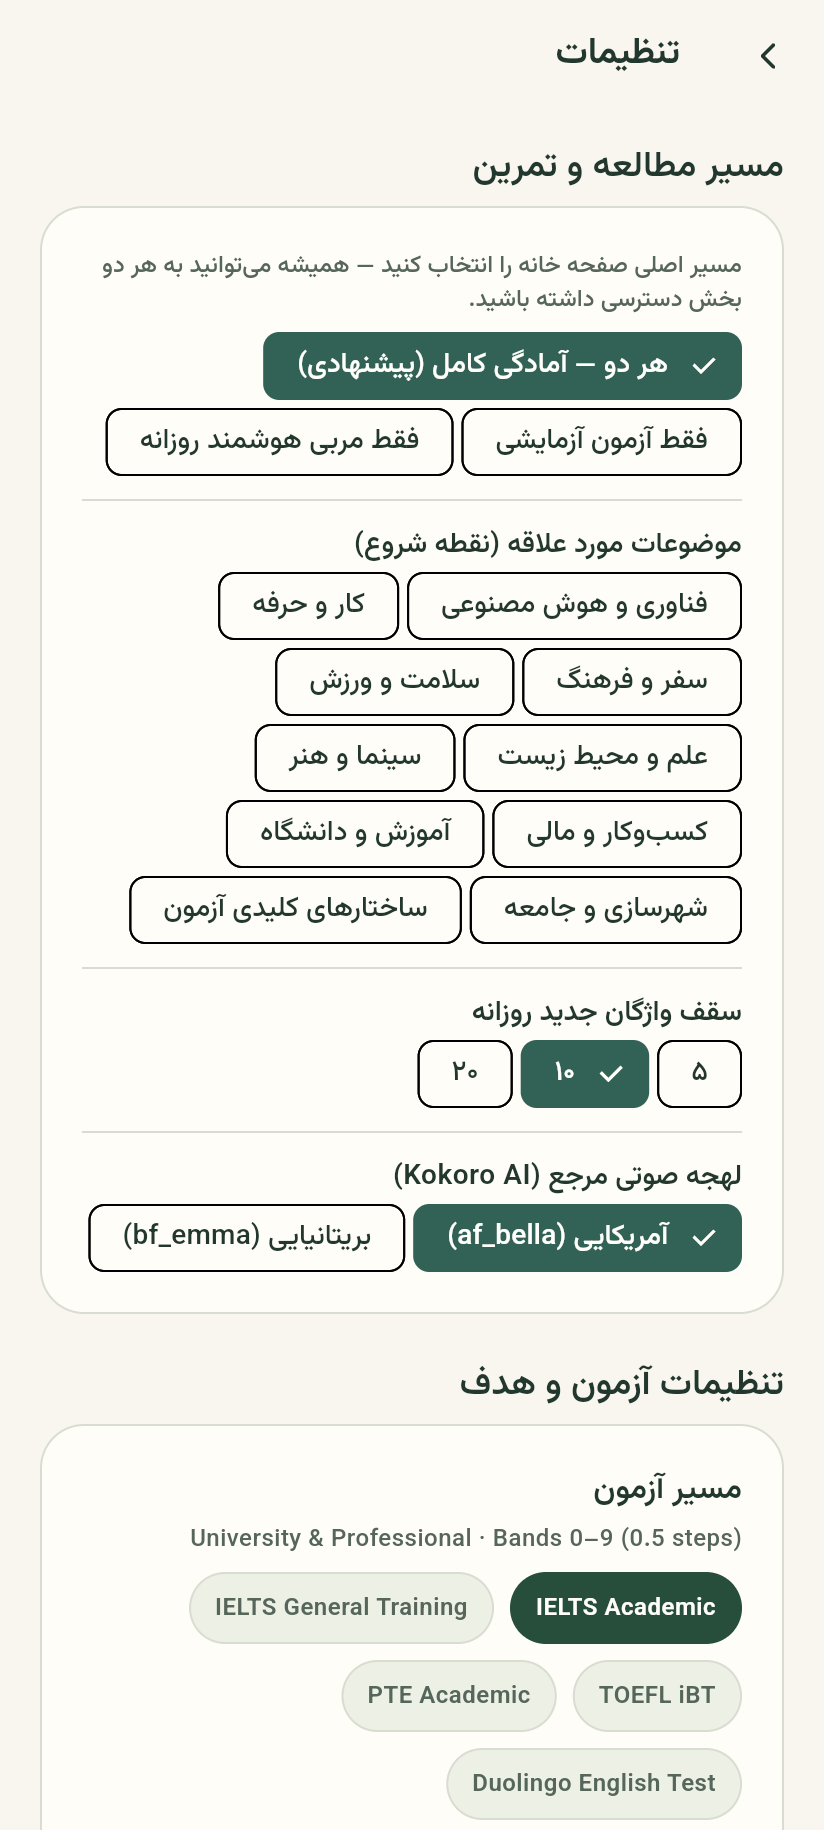 تنظیمات
مسیر مطالعه و تمرین
مسیر اصلی صفحه خانه را انتخاب کنید — همیشه می‌توانید به هر دو
بخش دسترسی داشته باشید.
هر دو — آمادگی کامل (پیشنهادی)
فقط آزمون آزمایشی
فقط مربی هوشمند روزانه
موضوعات مورد علاقه (نقطه شروع)
فناوری و هوش مصنوعی
کار و حرفه
سفر و فرهنگ
سلامت و ورزش
علم و محیط زیست
سینما و هنر
کسب‌وکار و مالی
آموزش و دانشگاه
شهرسازی و جامعه
ساختارهای کلیدی آزمون
سقف واژگان جدید روزانه
۵
۱۰
۲۰
لهجه صوتی مرجع (Kokoro AI)
آمریکایی (af_bella)
بریتانیایی (bf_emma)
تنظیمات آزمون و هدف
مسیر آزمون
University & Professional · Bands 0–9 (0.5 steps)
IELTS Academic
IELTS General Training
TOEFL iBT
PTE Academic
Duolingo English Test